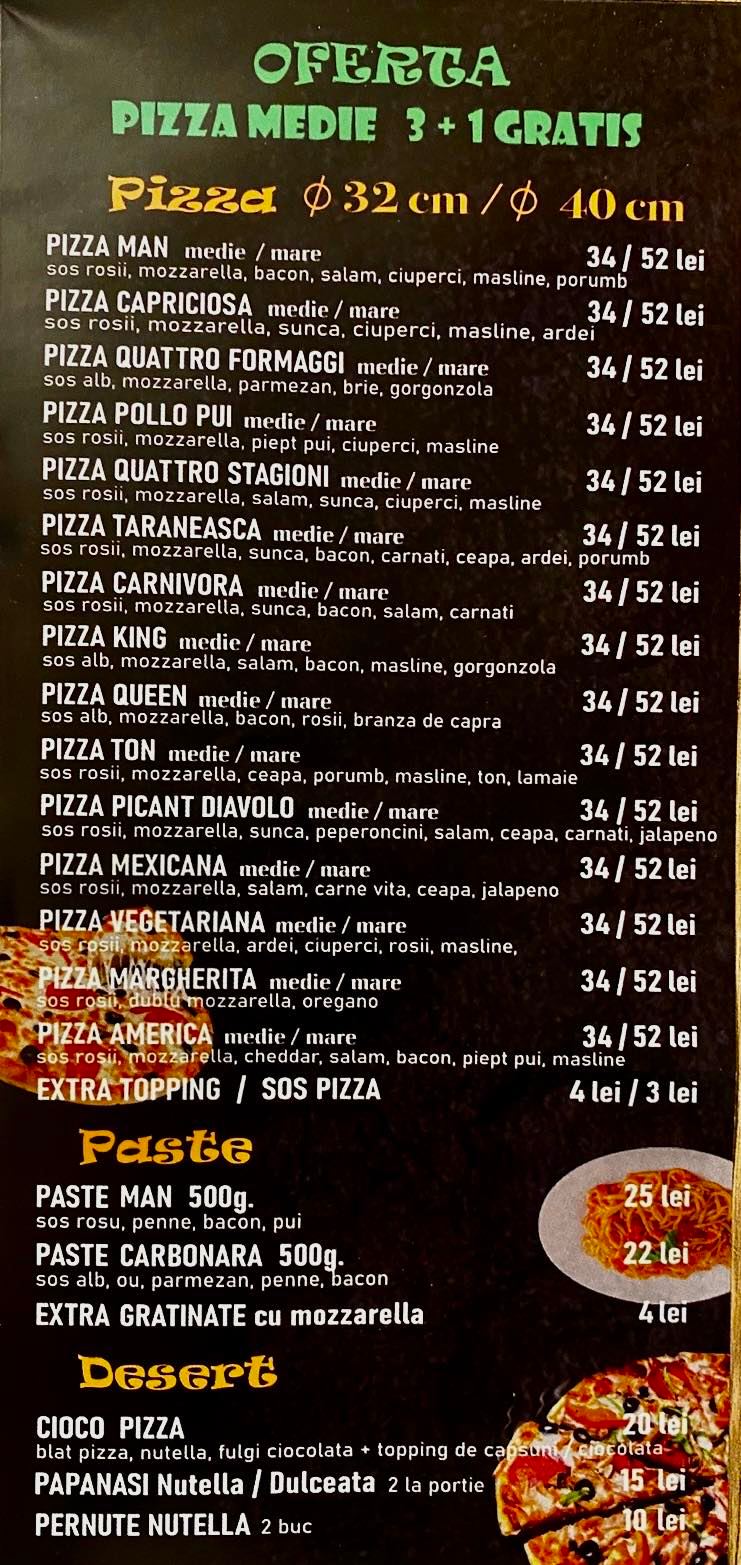 OFERTA
PIZZA MEDIE 3 + 1 GRATIS
Pizza ϕ 32 cm / ϕ 40 cm
PIZZA MAN medie / mare 34 / 52 lei
sos rosii, mozzarella, bacon, salam, ciuperci, masline, porumb
PIZZA CAPRICIOSA medie / mare 34 / 52 lei
sos rosii, mozzarella, sunca, ciuperci, masline, ardei
PIZZA QUATTRO FORMAGGI medie / mare 34 / 52 lei
sos alb, mozzarella, parmezan, brie, gorgonzola
PIZZA POLLO PUI medie / mare 34 / 52 lei
sos rosii, mozzarella, piept pui, ciuperci, masline
PIZZA QUATTRO STAGIONI medie / mare 34 / 52 lei
sos rosii, mozzarella, salam, sunca, ciuperci, masline
PIZZA TARANEASCA medie / mare 34 / 52 lei
sos rosii, mozzarella, sunca, bacon, carnati, ceapa, ardei, porumb
PIZZA CARNIVORA medie / mare 34 / 52 lei
sos rosii, mozzarella, sunca, bacon, salam, carnati
PIZZA KING medie / mare 34 / 52 lei
sos alb, mozzarella, salam, bacon, masline, gorgonzola
PIZZA QUEEN medie / mare 34 / 52 lei
sos alb, mozzarella, bacon, rosii, branza de capra
PIZZA TON medie / mare 34 / 52 lei
sos rosii, mozzarella, ceapa, porumb, masline, ton, lamaie
PIZZA PICANT DIAVOLO medie / mare 34 / 52 lei
sos rosii, mozzarella, sunca, peperoncini, salam, ceapa, carnati, jalapeno
PIZZA MEXICANA medie / mare 34 / 52 lei
sos rosii, mozzarella, salam, carne vita, ceapa, jalapeno
PIZZA VEGETARIANA medie / mare 34 / 52 lei
sos rosii, mozzarella, ardei, ciuperci, rosii, masline,
PIZZA MARGHERITA medie / mare 34 / 52 lei
sos rosii, dublu mozzarella, oregano
PIZZA AMERICA medie / mare 34 / 52 lei
sos rosii, mozzarella, cheddar, salam, bacon, piept pui, masline
EXTRA TOPPING / SOS PIZZA 4 lei / 3 lei
Paste
PASTE MAN 500g. 25 lei
sos rosu, penne, bacon, pui
PASTE CARBONARA 500g. 22 lei
sos alb, ou, parmezan, penne, bacon
EXTRA GRATINATE cu mozzarella 4 lei
Desert
CIOCO PIZZA 20 lei
blat pizza, nutella, fulgi ciocolata + topping de capsuni / ciocolata
PAPANASI Nutella / Dulceata 2 la portie 15 lei
PERNUTE NUTELLA 2 buc 10 lei